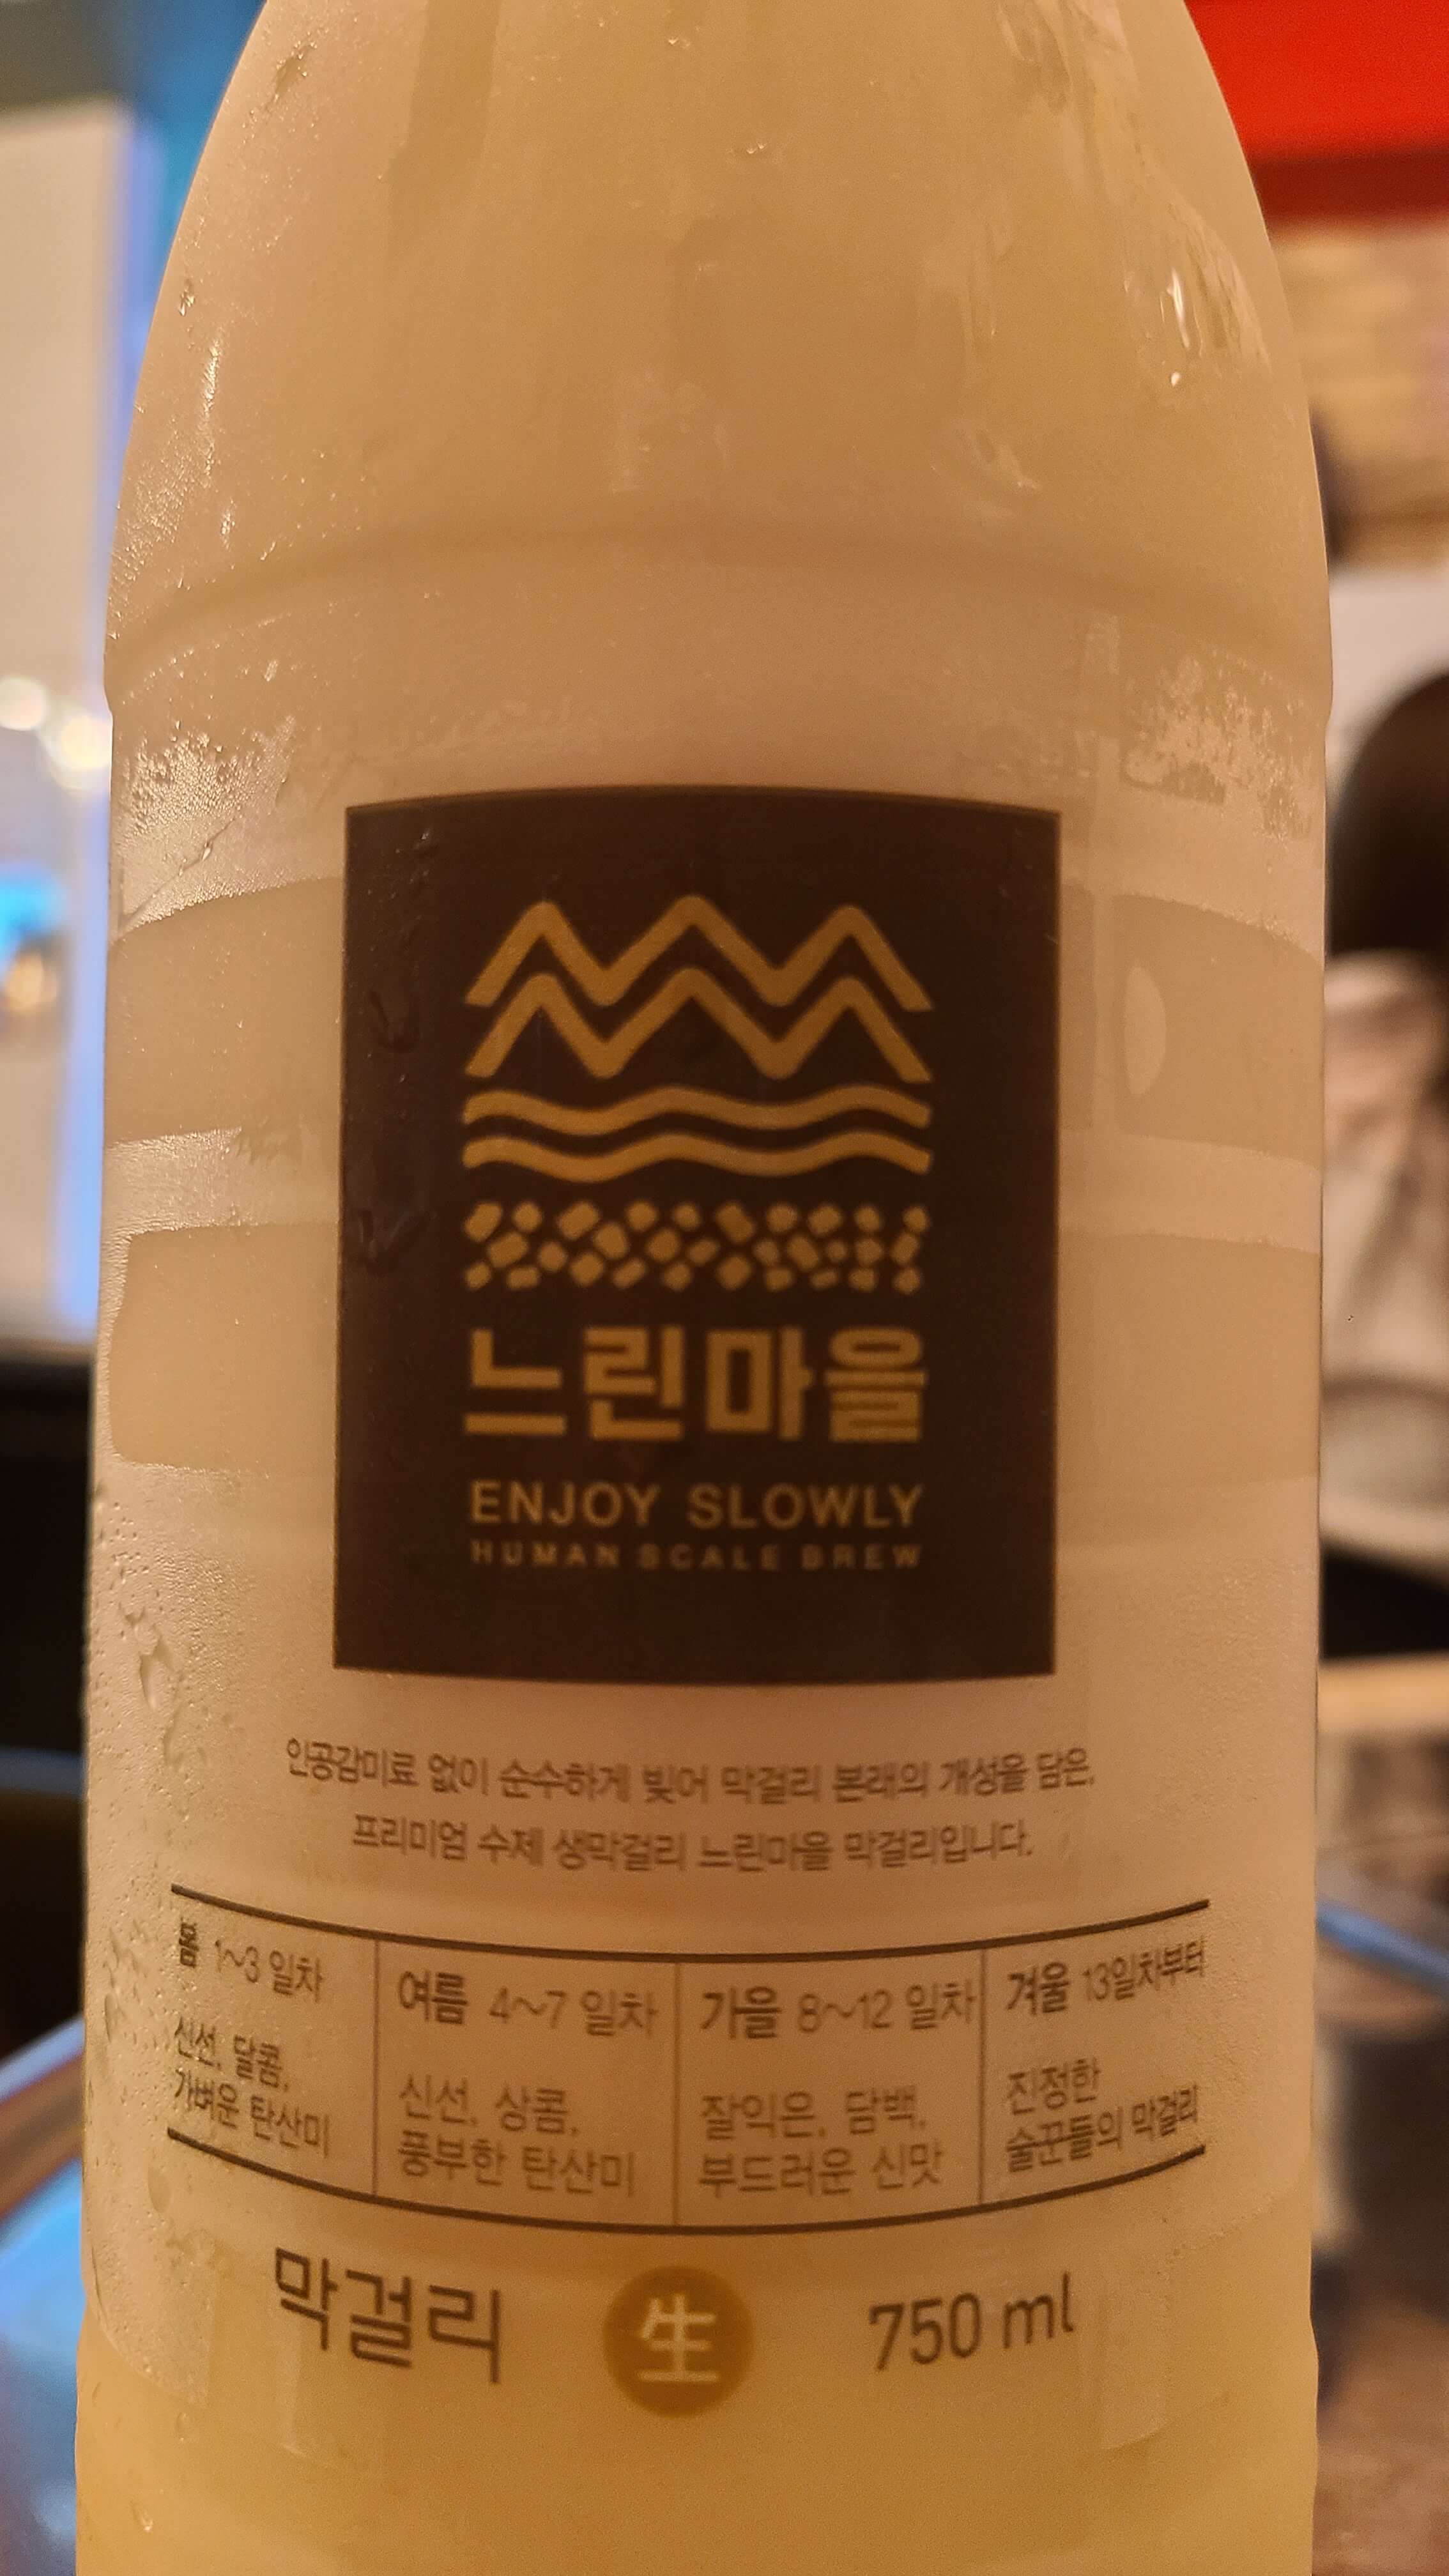 느린마을
ENJOY SLOWLY
HUMAN SCALE BREW
인공감미료 없이 순수하게 빚어 막걸리 본래의 개성을 담은,
프리미엄 수제 생막걸리 느린마을 막걸리입니다.
봄 1~3 일차
신선, 달콤,
가벼운 탄산미
여름 4~7 일차
신선, 상콤,
풍부한 탄산미
가을 8~12 일차
잘익은, 담백,
부드러운 신맛
겨울 13일차부터
진정한
술꾼들의 막걸리
막걸리 生 750 ml